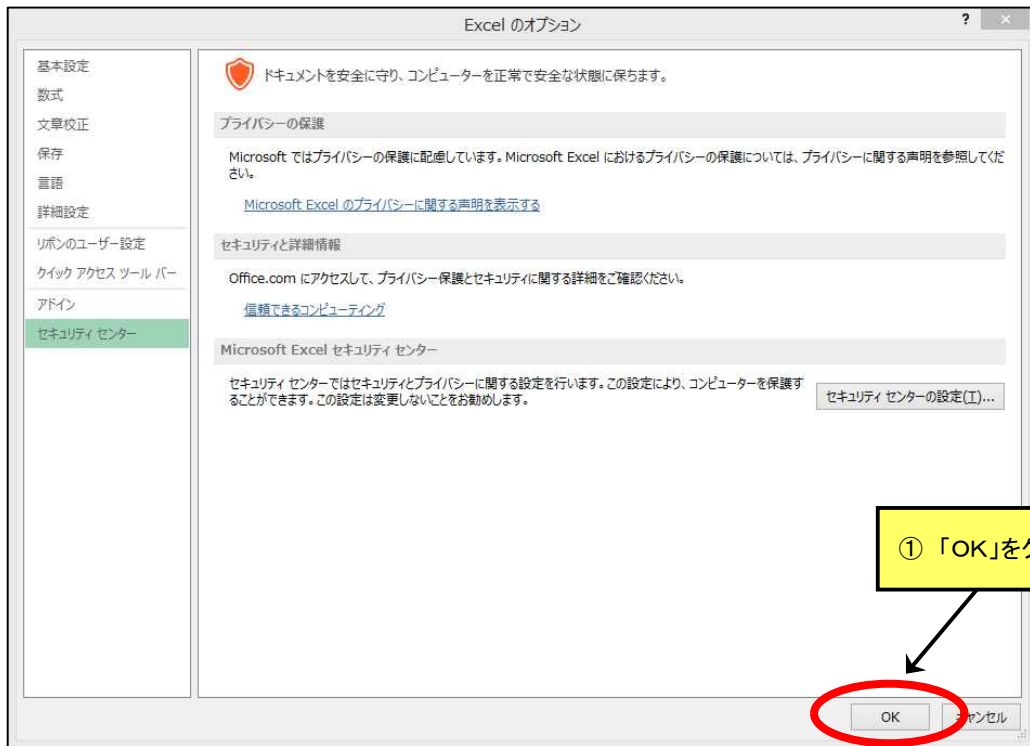 Excel のオプション
?
基本設定
数式
文章校正
保存
言語
詳細設定
リボンのユーザー設定
クイック アクセス ツール バー
アドイン
セキュリティ センター
ドキュメントを安全に守り、コンピューターを正常で安全な状態に保ちます。
プライバシーの保護
Microsoft ではプライバシーの保護に配慮しています。Microsoft Excel におけるプライバシーの保護については、プライバシーに関する声明を参照してくだ
さい。
Microsoft Excel のプライバシーに関する声明を表示する
セキュリティと詳細情報
Office.com にアクセスして、プライバシー保護とセキュリティに関する詳細をご確認ください。
信頼できるコンピューティング
Microsoft Excel セキュリティ センター
セキュリティ センターではセキュリティとプライバシーに関する設定を行います。この設定により、コンピューターを保護す
ることができます。この設定は変更しないことをお勧めします。
セキュリティ センターの設定(T)...
① 「OK」を
OK
キャンセル